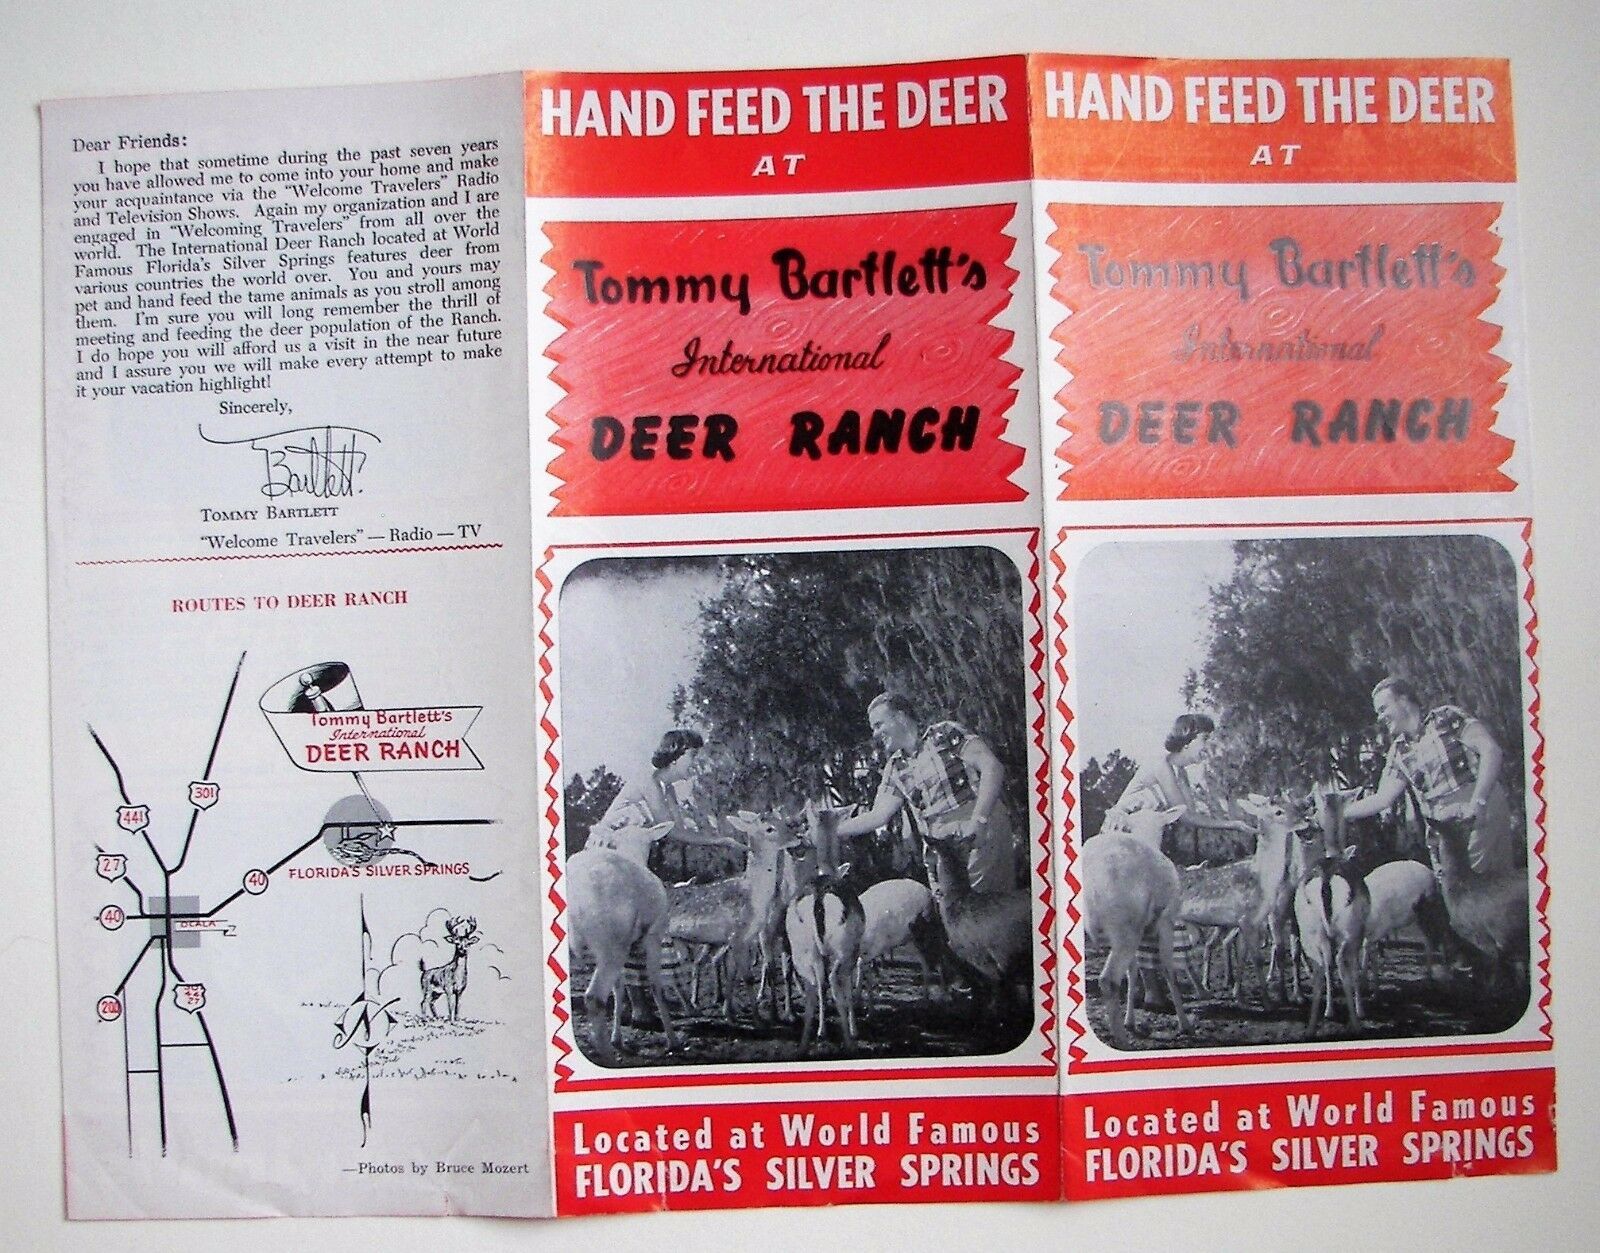 Dear Friends:
I hope that sometime during the past seven years
you have allowed me to come into your home and make
your acquaintance via the "Welcome Travelers" Radio
and Television Shows. Again my organization and I are
engaged in "Welcoming Travelers" from all over the
world. The International Deer Ranch located at World
Famous Florida's Silver Springs features deer from
various countries the world over. You and yours may
pet and hand feed the tame animals as you stroll among
them. I'm sure you will long remember the thrill of
meeting and feeding the deer population of the Ranch.
I do hope you will afford us a visit in the near future
and I assure you we will make every attempt to make
it your vacation highlight!
Sincerely,
TBartlett
TOMMY BARTLETT
"Welcome Travelers" — Radio — TV
ROUTES TO DEER RANCH
Tommy Bartlett's
International
DEER RANCH
301
441
27
40
FLORIDA'S SILVER SPRINGS
40
OCALA
200
27
N
—Photos by Bruce Mozert
HAND FEED THE DEER
AT
Tommy Bartlett's
International
DEER RANCH
Located at World Famous
FLORIDA'S SILVER SPRINGS
HAND FEED THE DEER
AT
Tommy Bartlett's
International
DEER RANCH
Located at World Famous
FLORIDA'S SILVER SPRINGS